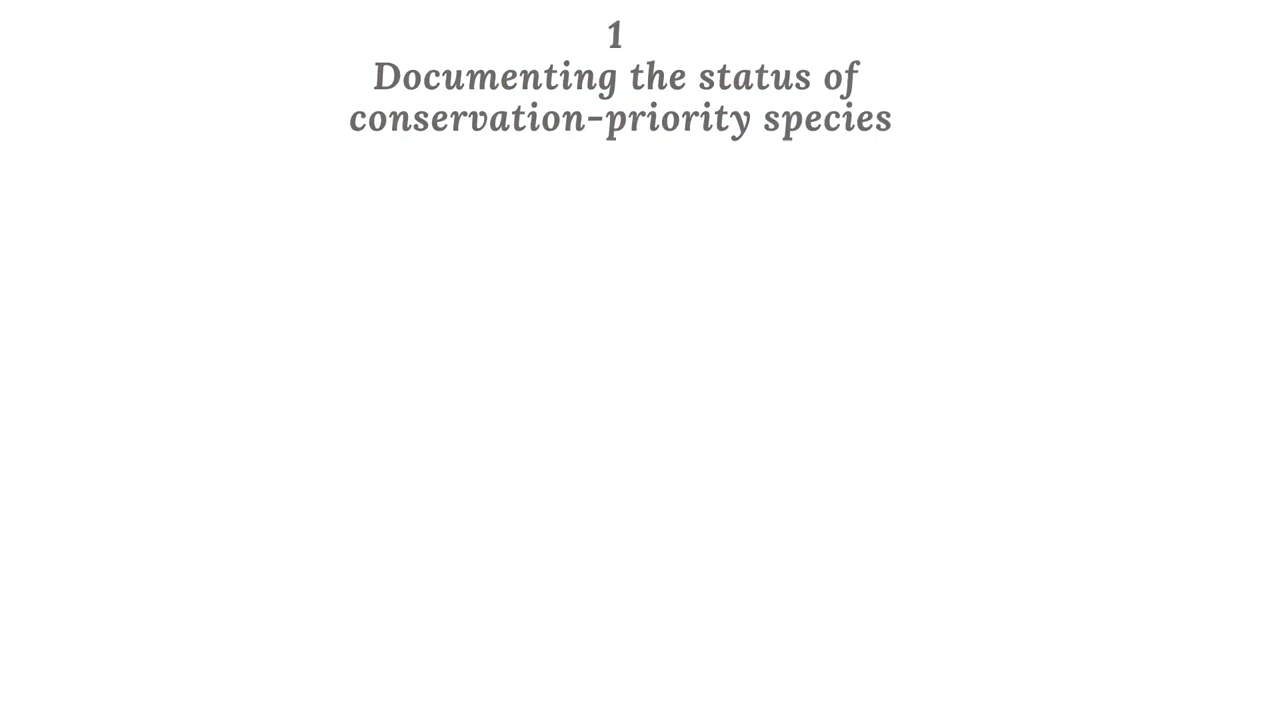 1
Documenting the status of
conservation-priority species